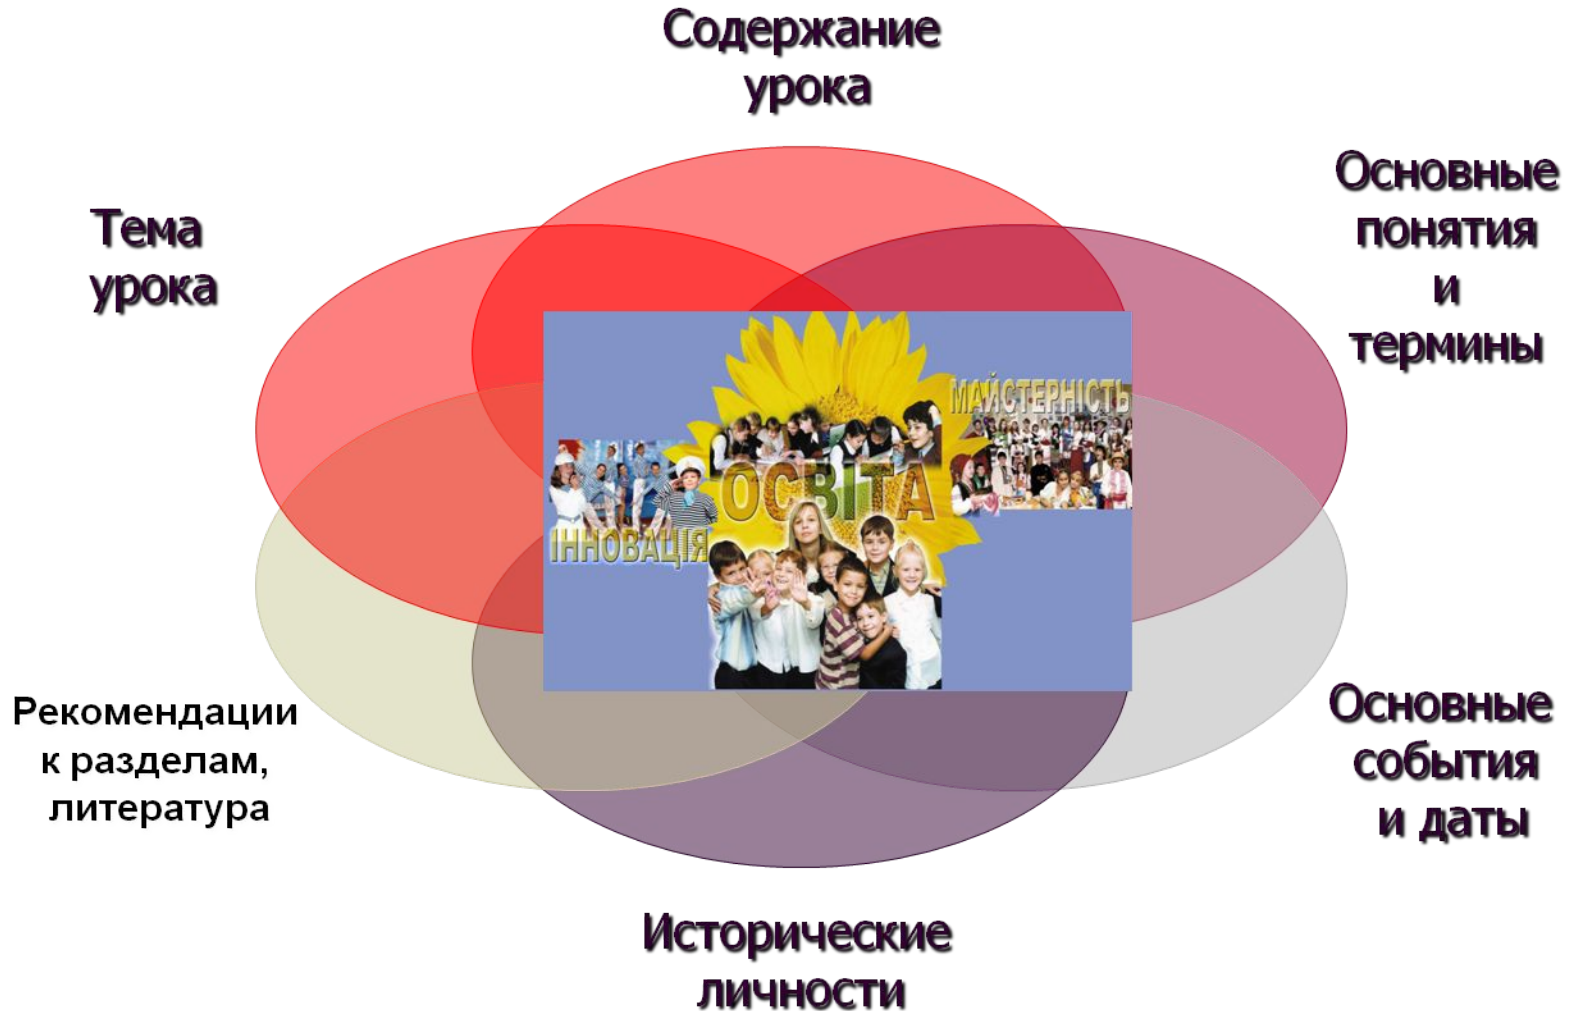 Содержание
урока
Тема
урока
Основные
понятия
и
термины
МАЙСТЕРНІСТЬ
ОСВІТА
ІННОВАЦІЯ
Рекомендации
к разделам,
литература
Основные
события
и даты
Исторические
личности